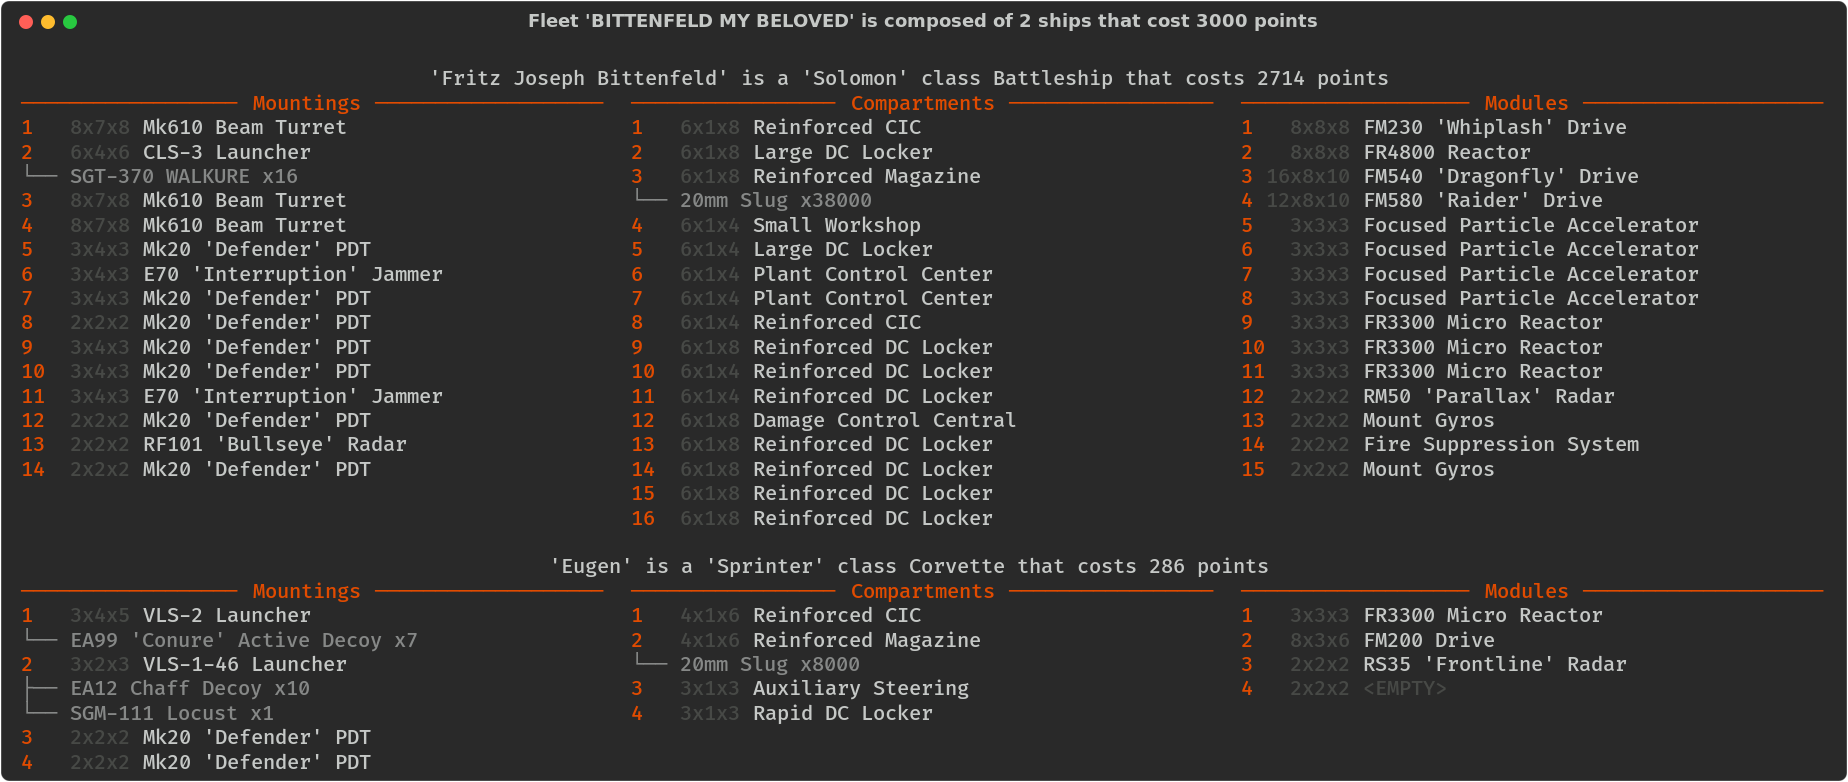 Fleet 'BITTENFELD MY BELOVED' is composed of 2 ships that cost 3000 points
'Fritz Joseph Bittenfeld' is a 'Solomon' class Battleship that costs 2714 points
Mountings
1 8x7x8 Mk610 Beam Turret
2 6x4x6 CLS-3 Launcher
└── SGT-370 WALKURE x16
3 8x7x8 Mk610 Beam Turret
4 8x7x8 Mk610 Beam Turret
5 3x4x3 Mk20 'Defender' PDT
6 3x4x3 E70 'Interruption' Jammer
7 3x4x3 Mk20 'Defender' PDT
8 2x2x2 Mk20 'Defender' PDT
9 3x4x3 Mk20 'Defender' PDT
10 3x4x3 Mk20 'Defender' PDT
11 3x4x3 E70 'Interruption' Jammer
12 2x2x2 Mk20 'Defender' PDT
13 2x2x2 RF101 'Bullseye' Radar
14 2x2x2 Mk20 'Defender' PDT
Compartments
1 6x1x8 Reinforced CIC
2 6x1x8 Large DC Locker
3 6x1x8 Reinforced Magazine
└── 20mm Slug x38000
4 6x1x4 Small Workshop
5 6x1x4 Large DC Locker
6 6x1x4 Plant Control Center
7 6x1x4 Plant Control Center
8 6x1x4 Reinforced CIC
9 6x1x8 Reinforced DC Locker
10 6x1x4 Reinforced DC Locker
11 6x1x4 Reinforced DC Locker
12 6x1x8 Damage Control Central
13 6x1x8 Reinforced DC Locker
14 6x1x8 Reinforced DC Locker
15 6x1x8 Reinforced DC Locker
16 6x1x8 Reinforced DC Locker
Modules
1 8x8x8 FM230 'Whiplash' Drive
2 8x8x8 FR4800 Reactor
3 16x8x10 FM540 'Dragonfly' Drive
4 12x8x10 FM580 'Raider' Drive
5 3x3x3 Focused Particle Accelerator
6 3x3x3 Focused Particle Accelerator
7 3x3x3 Focused Particle Accelerator
8 3x3x3 Focused Particle Accelerator
9 3x3x3 FR3300 Micro Reactor
10 3x3x3 FR3300 Micro Reactor
11 3x3x3 FR3300 Micro Reactor
12 2x2x2 RM50 'Parallax' Radar
13 2x2x2 Mount Gyros
14 2x2x2 Fire Suppression System
15 2x2x2 Mount Gyros
'Eugen' is a 'Sprinter' class Corvette that costs 286 points
Mountings
1 3x4x5 VLS-2 Launcher
└── EA99 'Conure' Active Decoy x7
2 3x2x3 VLS-1-46 Launcher
├── EA12 Chaff Decoy x10
└── SGM-111 Locust x1
3 2x2x2 Mk20 'Defender' PDT
4 2x2x2 Mk20 'Defender' PDT
Compartments
1 4x1x6 Reinforced CIC
2 4x1x6 Reinforced Magazine
└── 20mm Slug x8000
3 3x1x3 Auxiliary Steering
4 3x1x3 Rapid DC Locker
Modules
1 3x3x3 FR3300 Micro Reactor
2 8x3x6 FM200 Drive
3 2x2x2 RS35 'Frontline' Radar
4 2x2x2 <EMPTY>